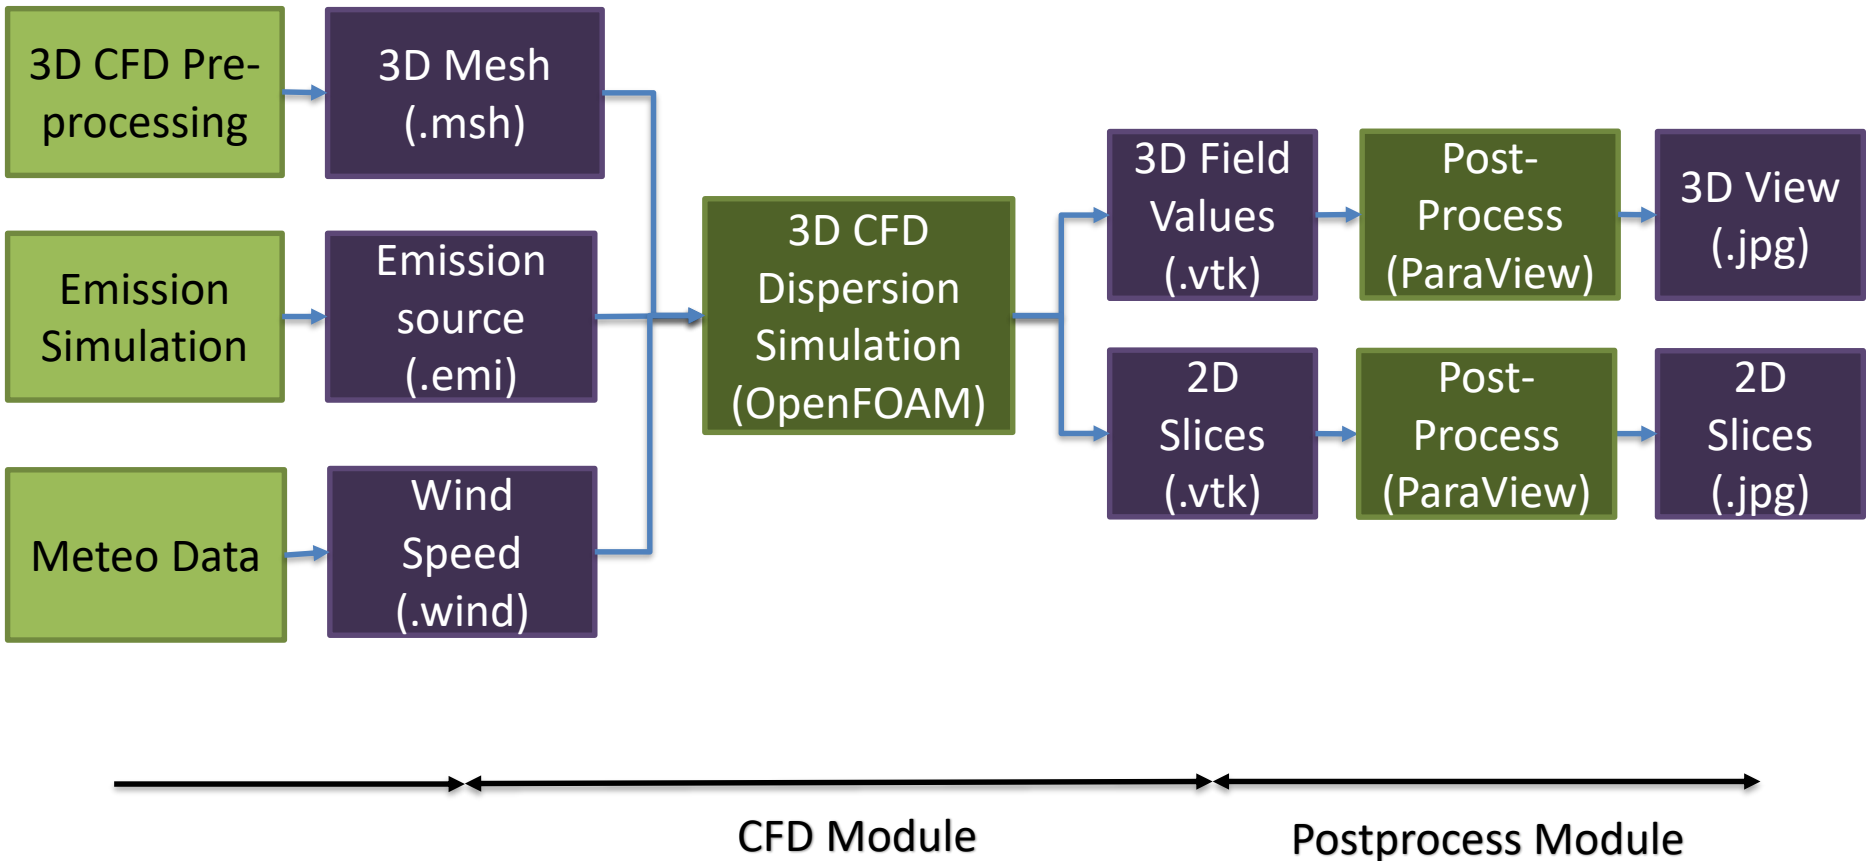 3D CFD Pre-
processing
3D Mesh
(.msh)
Emission
Simulation
Emission
source
(.emi)
Meteo Data
Wind
Speed
(.wind)
3D CFD
Dispersion
Simulation
(OpenFOAM)
3D Field
Values
(.vtk)
Post-
Process
(ParaView)
3D View
(.jpg)
2D
Slices
(.vtk)
Post-
Process
(ParaView)
2D
Slices
(.jpg)
CFD Module
Postprocess Module